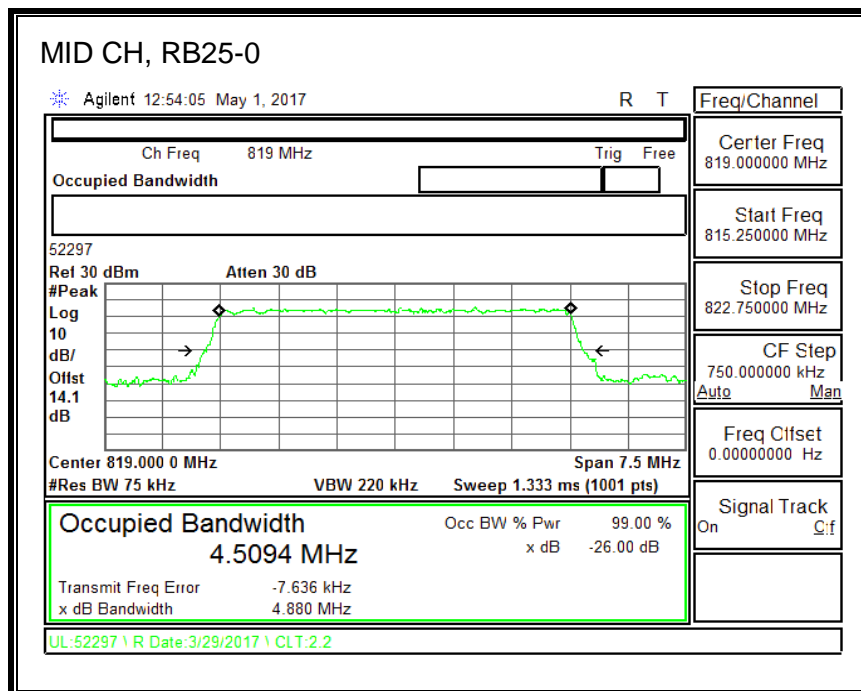 MID CH, RB25-0
Agilent 12:54:05 May 1, 2017 R T
Freq/Channel
Ch Freq 819 MHz Trig Free
Occupied Bandwidth
Center Freq
819.000000 MHz
Start Freq
815.250000 MHz
52297
Ref 30 dBm Atten 30 dB
#Peak
Log
10
dB/
Offst
14.1
dB
Stop Freq
822.750000 MHz
CF Step
750.000000 kHz
Auto Man
Freq Offset
0.00000000 Hz
Center 819.000 0 MHz Span 7.5 MHz
#Res BW 75 kHz VBW 220 kHz Sweep 1.333 ms (1001 pts)
Signal Track
On Off
Occupied Bandwidth Occ BW % Pwr 99.00 %
4.5094 MHz x dB -26.00 dB
Transmit Freq Error -7.636 kHz
x dB Bandwidth 4.880 MHz
UL:52297 \ R Date:3/29/2017 \ CLT:2.2